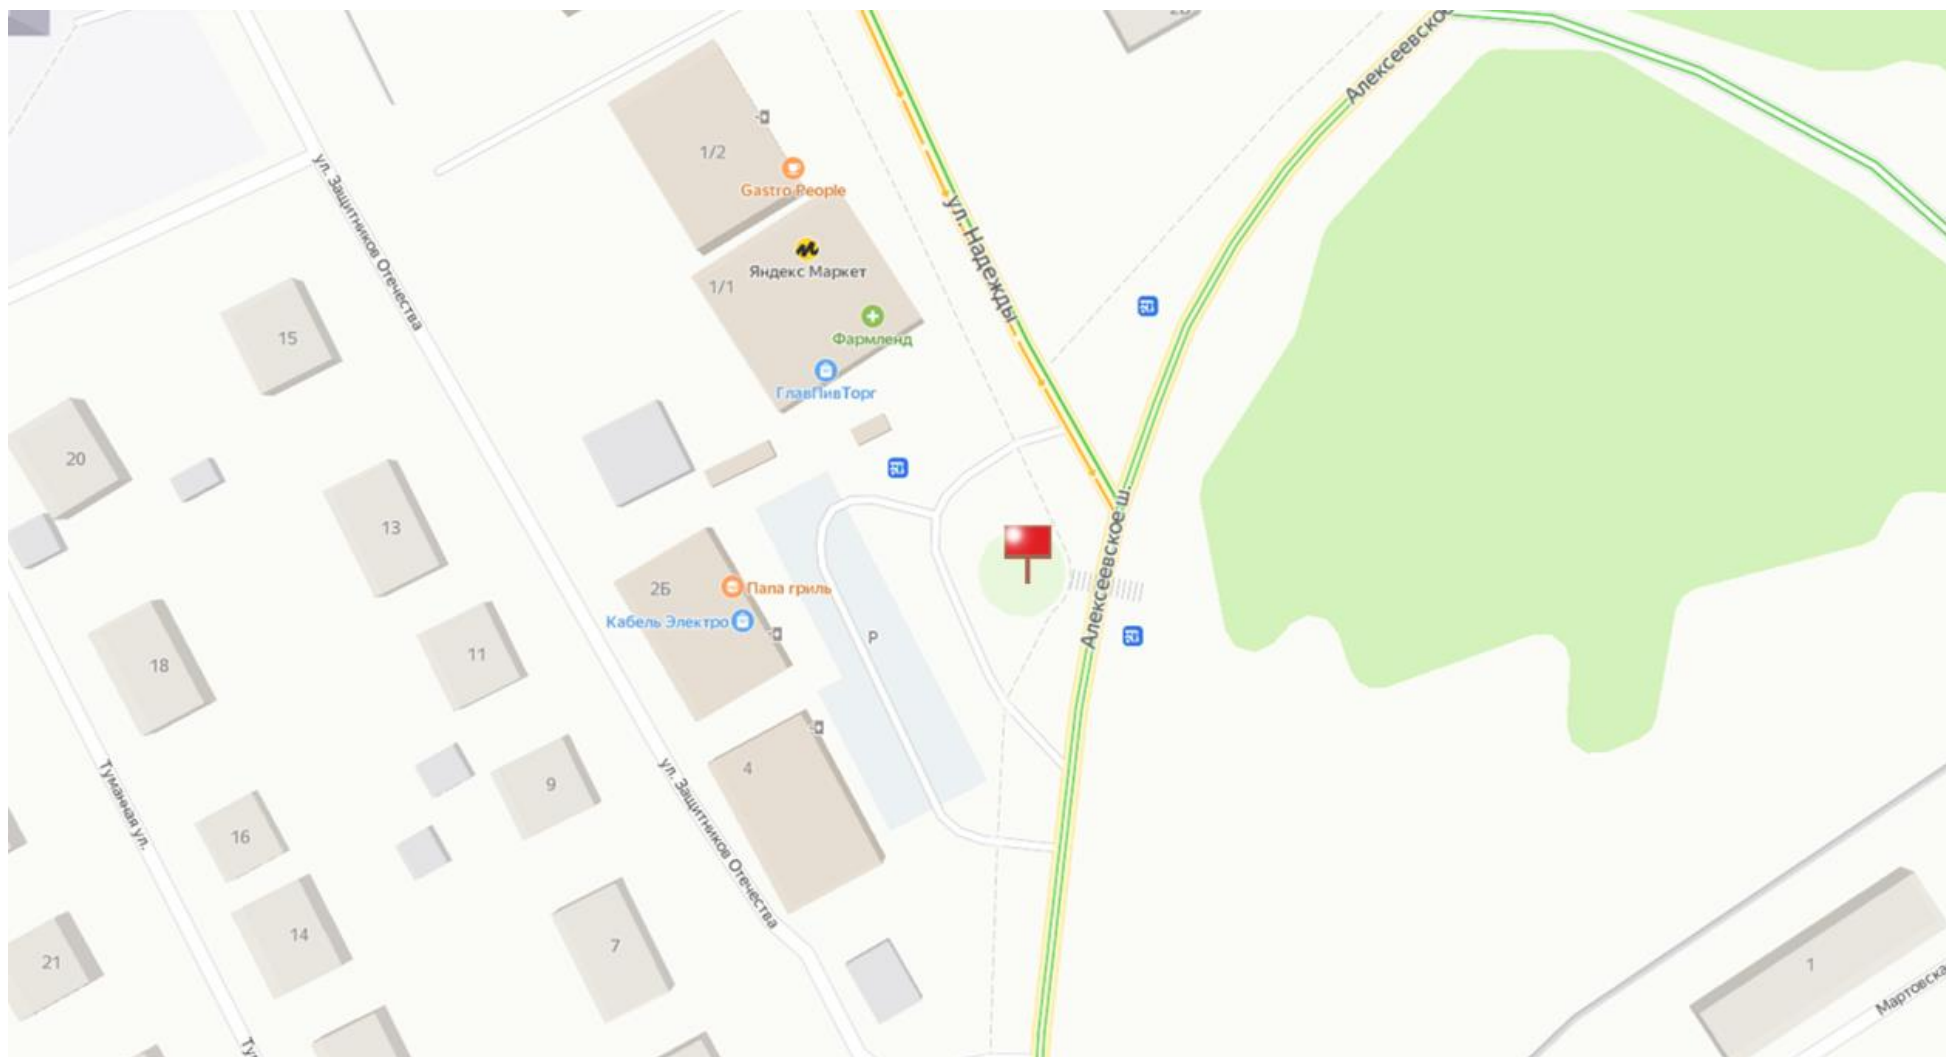 Алексеевское
1/2
Gastro People
ул. Защитников Отечества
ул. Надежды
Яндекс Маркет
1/1
Фармленд
15
ГлавПивТорг
20
13
Алексеевское ш.
2Б
Папа гриль
Кабель Электро
P
11
18
4
9
ул. Защитников Отечества
Туманная ул.
16
14
7
21
1
Мартовска